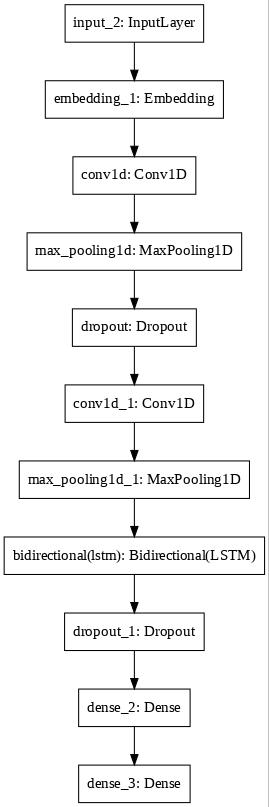 input_2: InputLayer
embedding_1: Embedding
conv1d: Conv1D
max_pooling1d: MaxPooling1D
dropout: Dropout
conv1d_1: Conv1D
max_pooling1d_1: MaxPooling1D
bidirectional(lstm): Bidirectional(LSTM)
dropout_1: Dropout
dense_2: Dense
dense_3: Dense